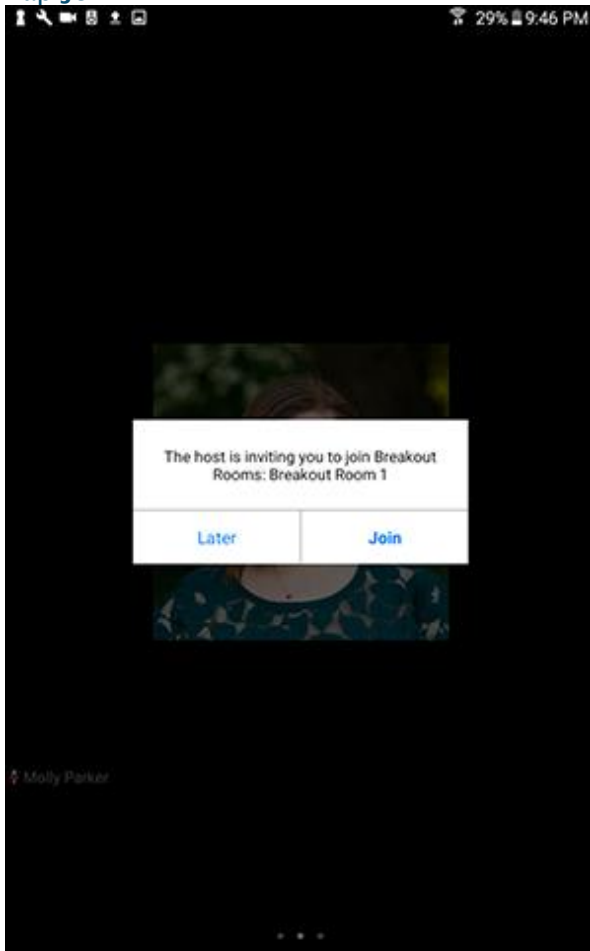 29% 9:46 PM
The host is inviting you to join Breakout
Rooms: Breakout Room 1
Later
Join
Molly Parker